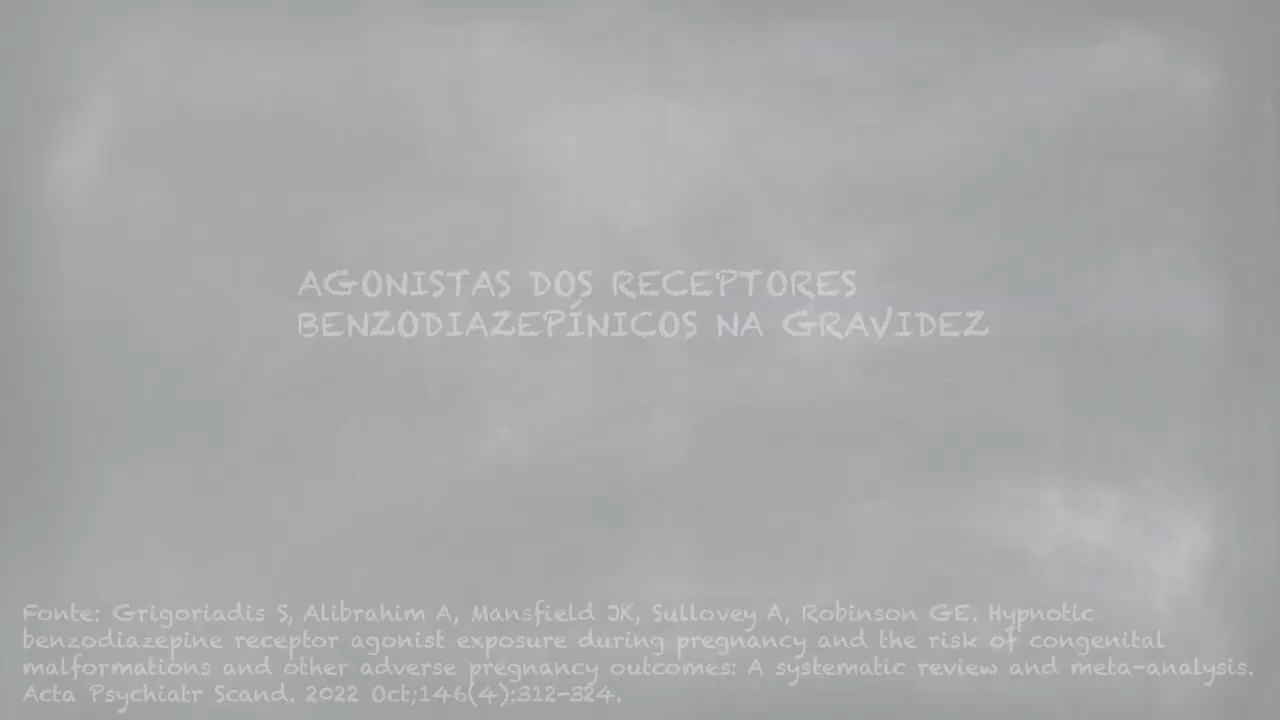 AGONISTAS DOS RECEPTORES
BENZODIAZEPÍNICOS NA GRAVIDEZ
Fonte: Grigoriadis S, Alibrahim A, Mansfield JK, Sullovey A, Robinson GE. Hypnotic
benzodiazepine receptor agonist exposure during pregnancy and the risk of congenital
malformations and other adverse pregnancy outcomes: A systematic review and meta-analysis.
Acta Psychiatr Scand. 2022 Oct;146(4):312-324.